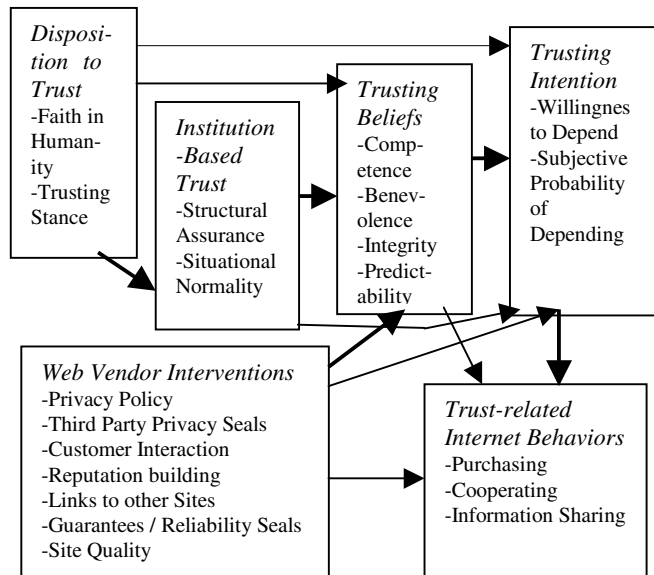 Disposi-
tion to
Trust
-Faith in
Human-
ity
-Trusting
Stance
Institution
-Based
Trust
-Structural
Assurance
-Situational
Normality
Trusting
Beliefs
-Comp-
etence
-Benev-
olence
-Integrity
-Predict-
ability
Trusting
Intention
-Willingnes
to Depend
-Subjective
Probability
of
Depending
Web Vendor Interventions
-Privacy Policy
-Third Party Privacy Seals
-Customer Interaction
-Reputation building
-Links to other Sites
-Guarantees / Reliability Seals
-Site Quality
Trust-related
Internet Behaviors
-Purchasing
-Cooperating
-Information Sharing